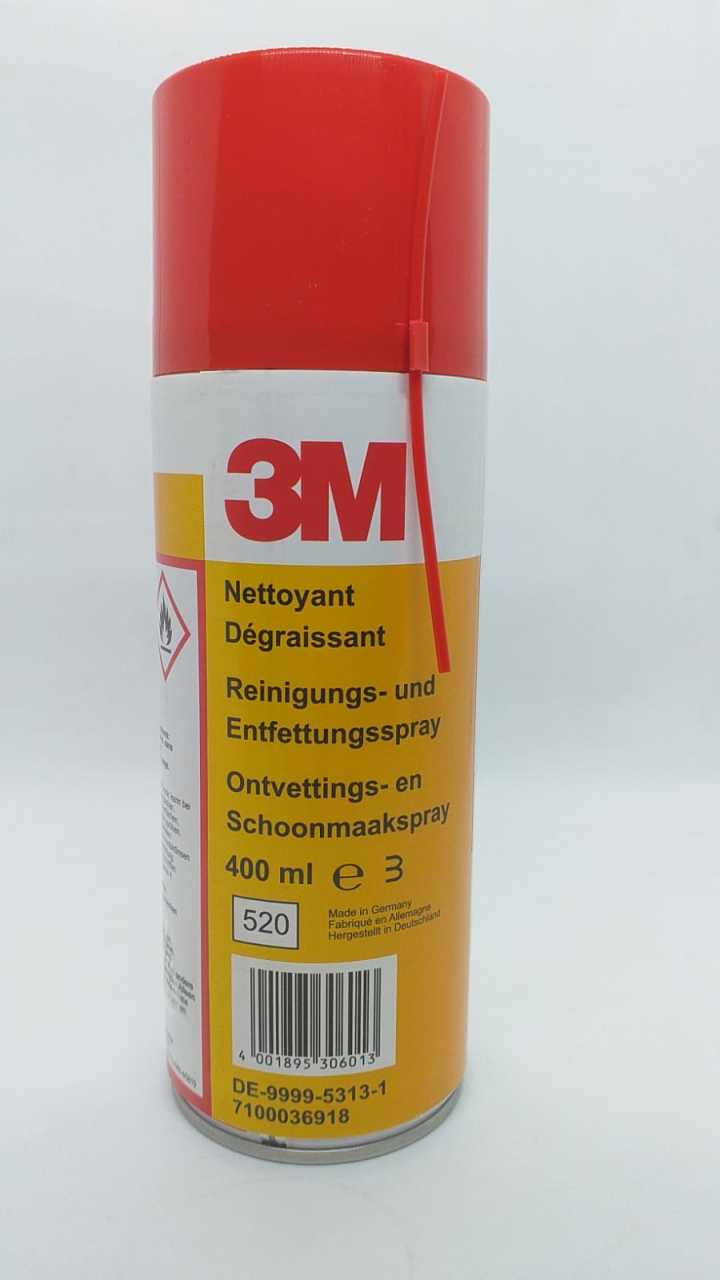 3M
Nettoyant
Dégraissant
Reinigungs- und
Entfettungsspray
Ontvettings- en
Schoonmaakspray
400 ml ℮ 3
520
Made in Germany
Fabriqué en Allemagne
Hergestellt in Deutschland
4 001895 306013
DE-9999-5313-1
7100036918